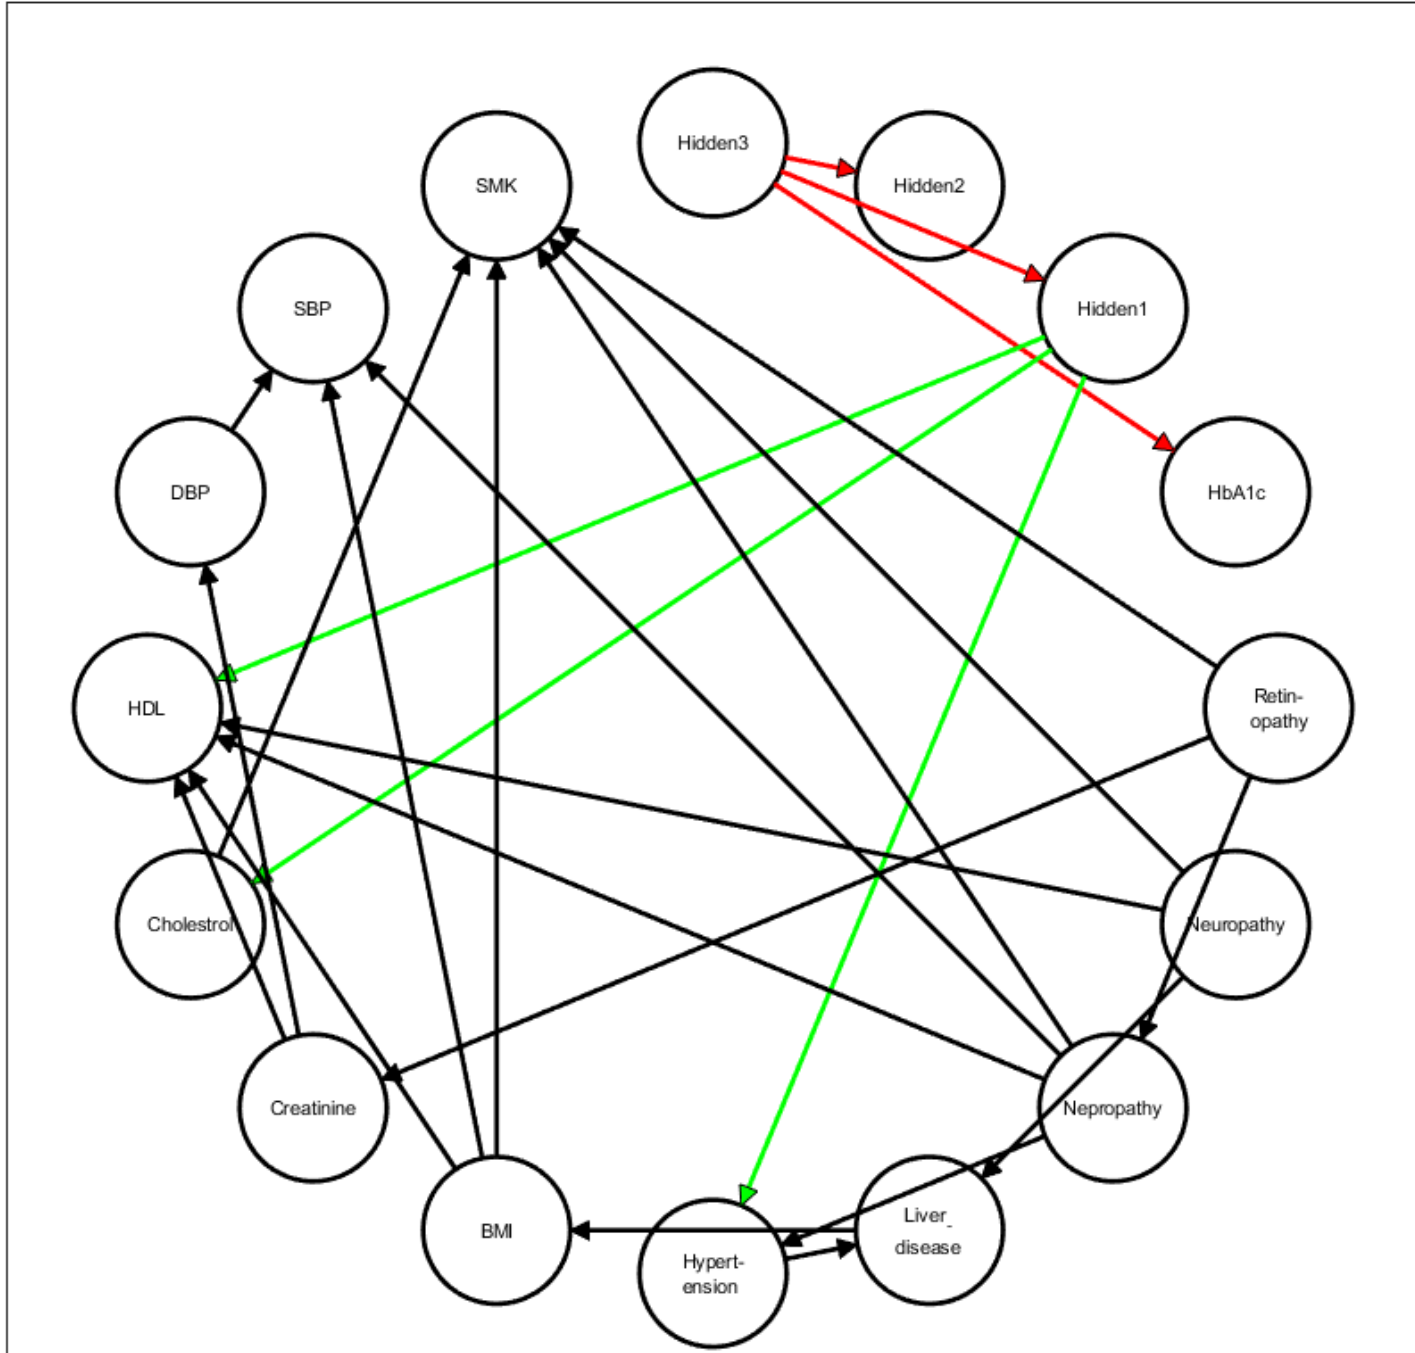 Hidden3
SMK
Hidden2
SBP
Hidden1
DBP
HbA1c
HDL
Retin-
opathy
Cholestrol
Neuropathy
Creatinine
Nepropathy
BMI
Liver_
disease
Hypert-
ension